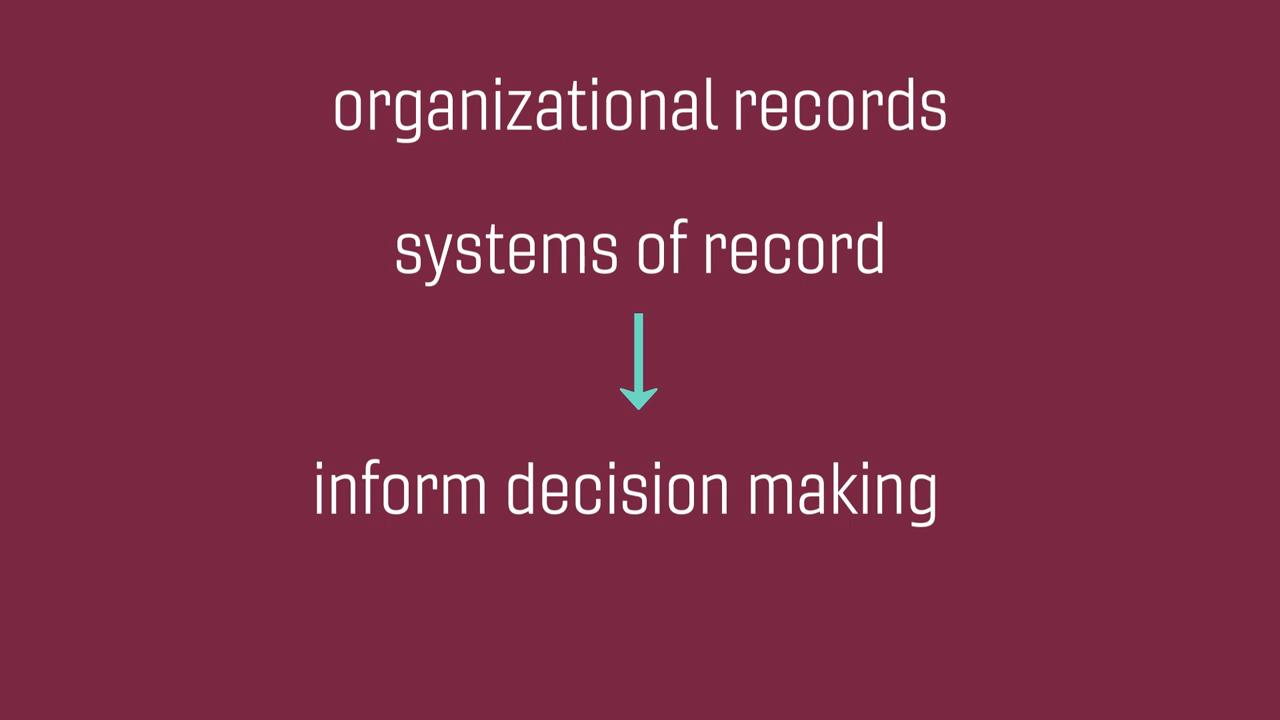 organizational records
systems of record
inform decision making